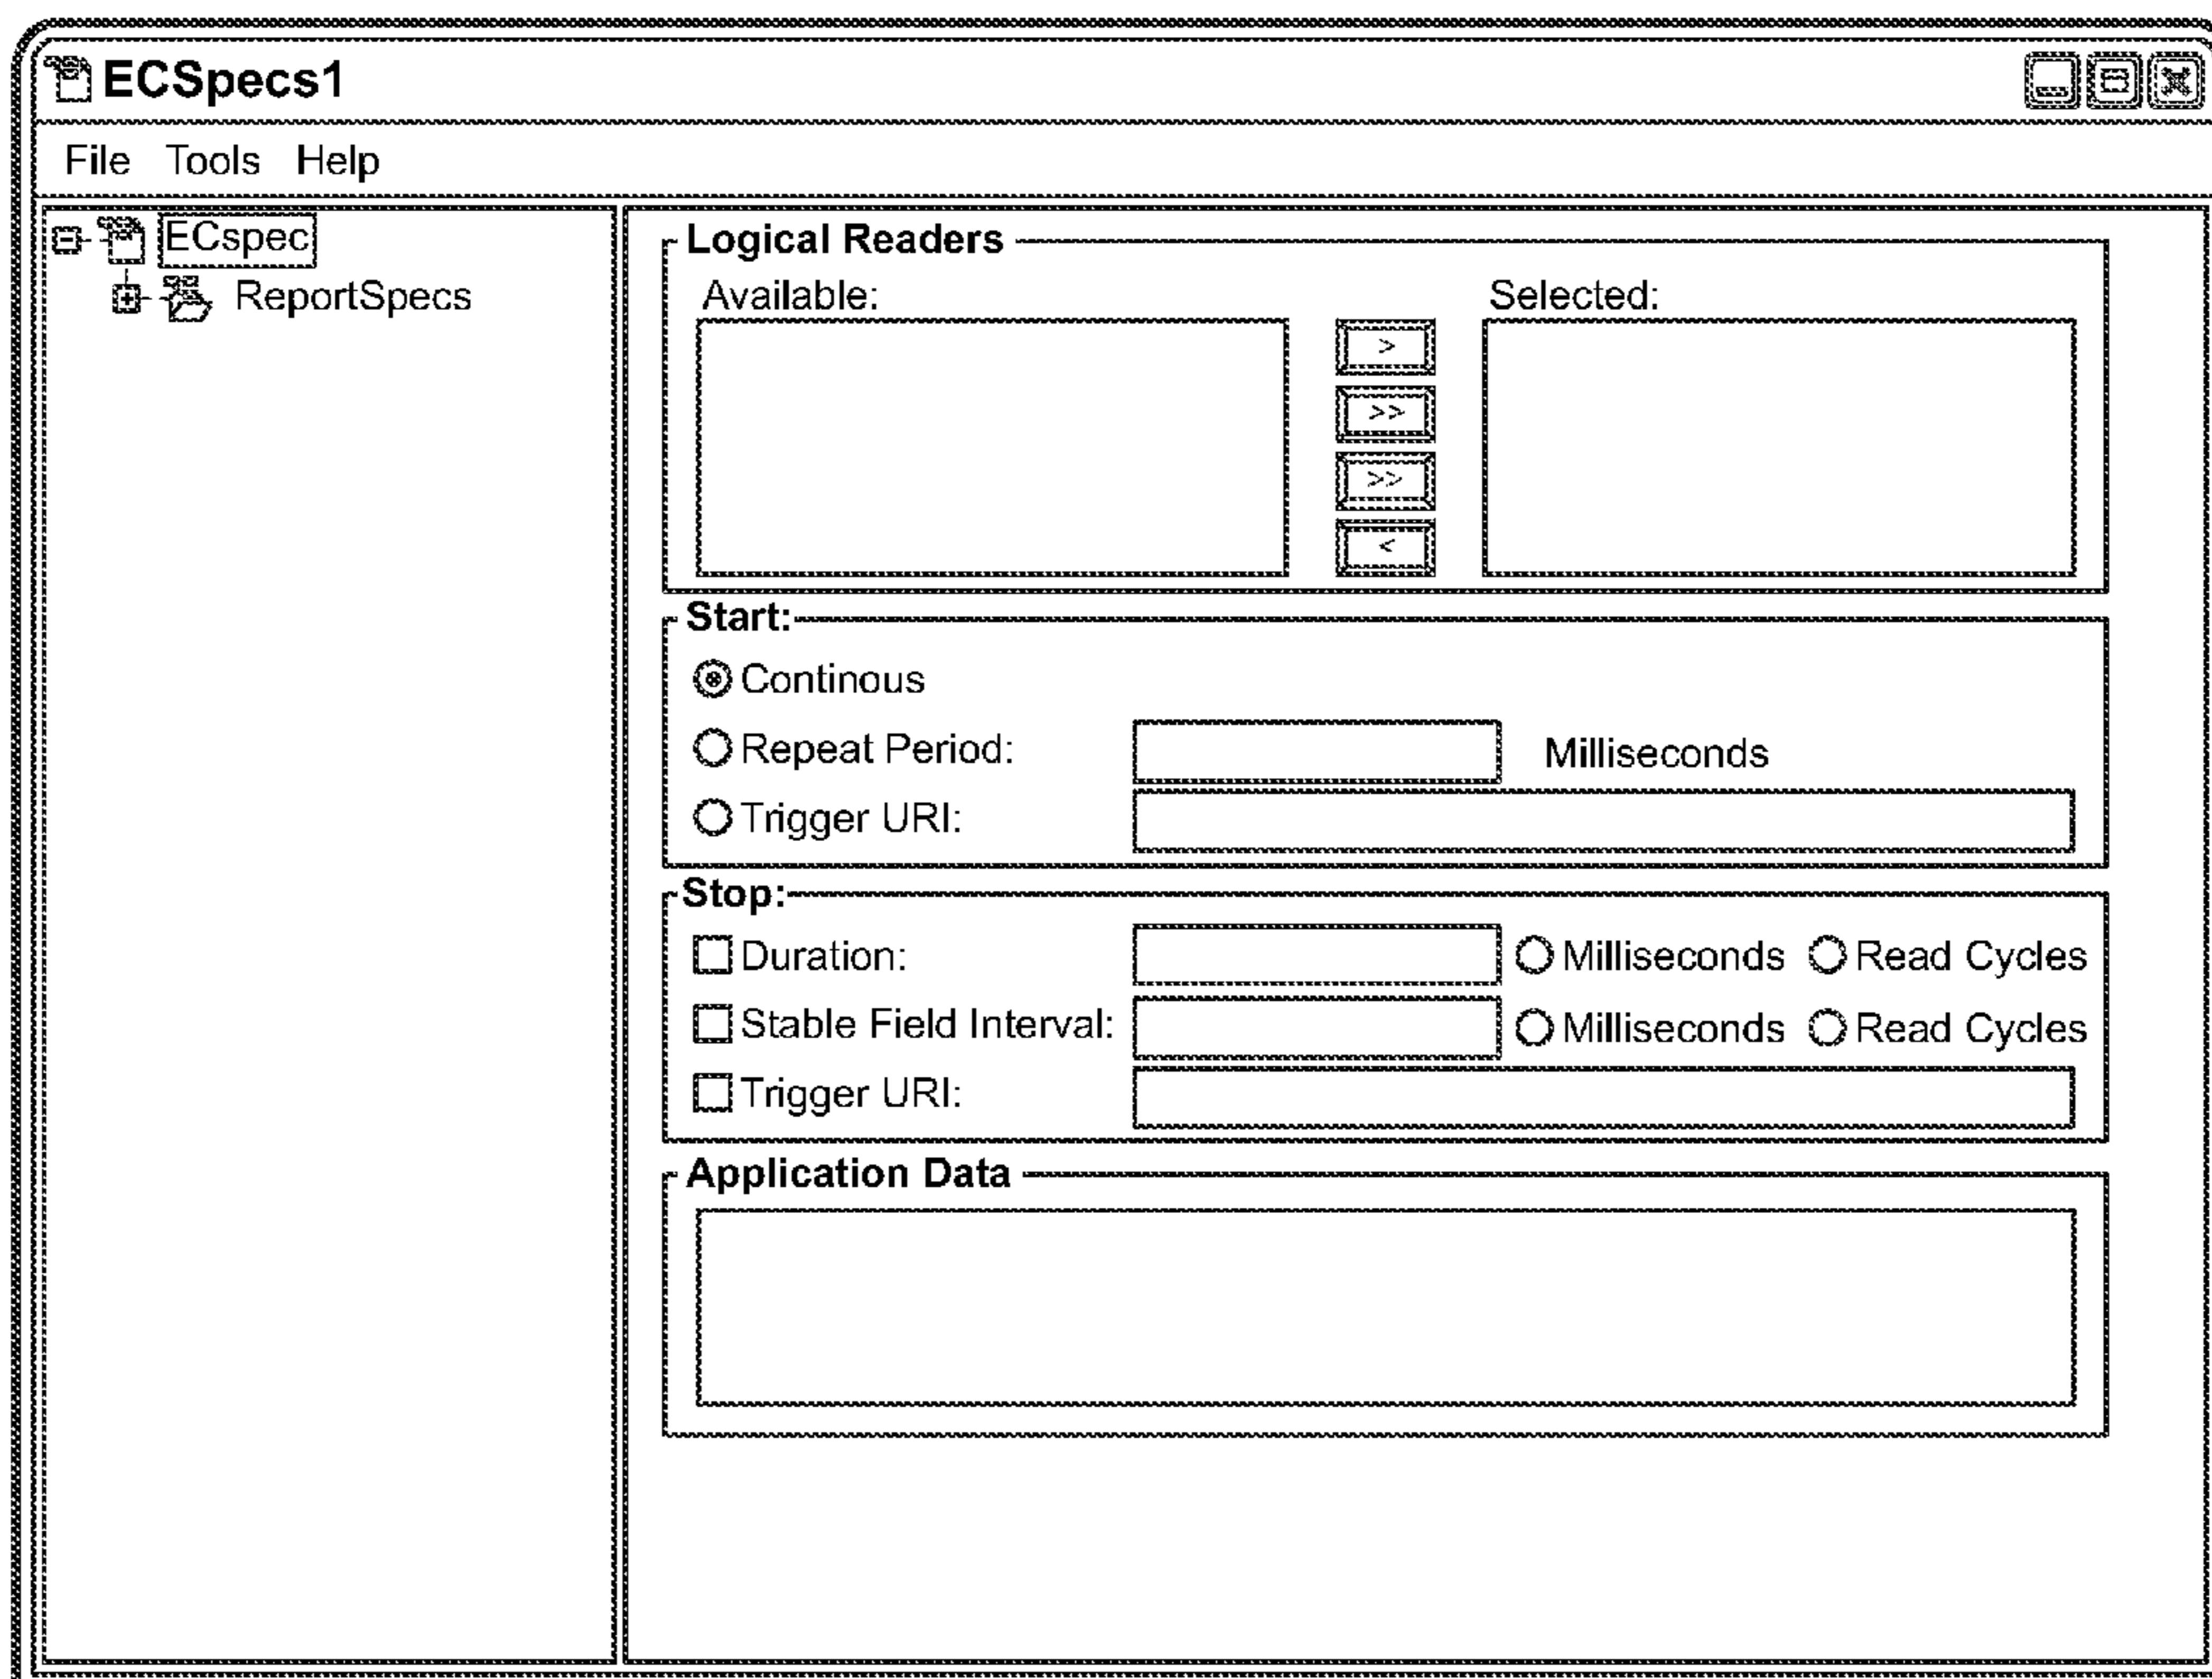 ECSpecs1
File Tools Help
ECspec
ReportSpecs
Logical Readers
Available: Selected:
>
>>
>>
<
Start:
Continous
Repeat Period: Milliseconds
Trigger URI:
Stop:
Duration: Milliseconds Read Cycles
Stable Field Interval: Milliseconds Read Cycles
Trigger URI:
Application Data